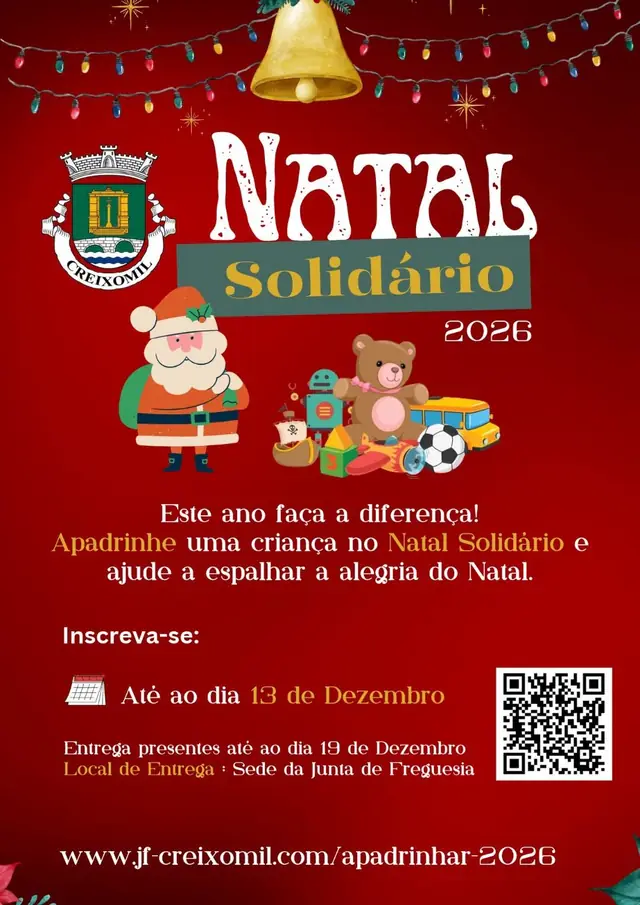 NATAL
CREIXOMIL
Solidário
2026
Este ano faça a diferença!
Apadrinhe uma criança no Natal Solidário e
ajude a espalhar a alegria do Natal.
Inscreva-se:
Até ao dia 13 de Dezembro
Entrega presentes até ao dia 19 de Dezembro
Local de Entrega : Sede da Junta de Freguesia
www.jf-creixomil.com/apadrinhar-2026